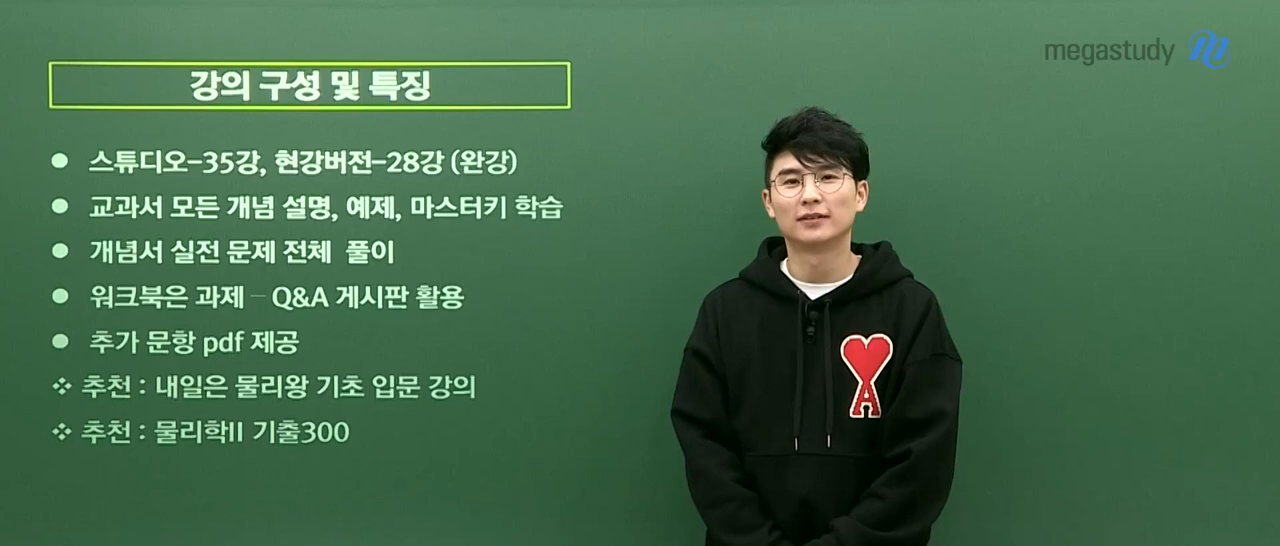 megastudy
강의 구성 및 특징
● 스튜디오-35강, 현강버전-28강 (완강)
● 교과서 모든 개념 설명, 예제, 마스터키 학습
● 개념서 실전 문제 전체 풀이
● 워크북은 과제 - Q&A 게시판 활용
● 추가 문항 pdf 제공
❖ 추천 : 내일은 물리왕 기초 입문 강의
❖ 추천 : 물리학II 기출300
A